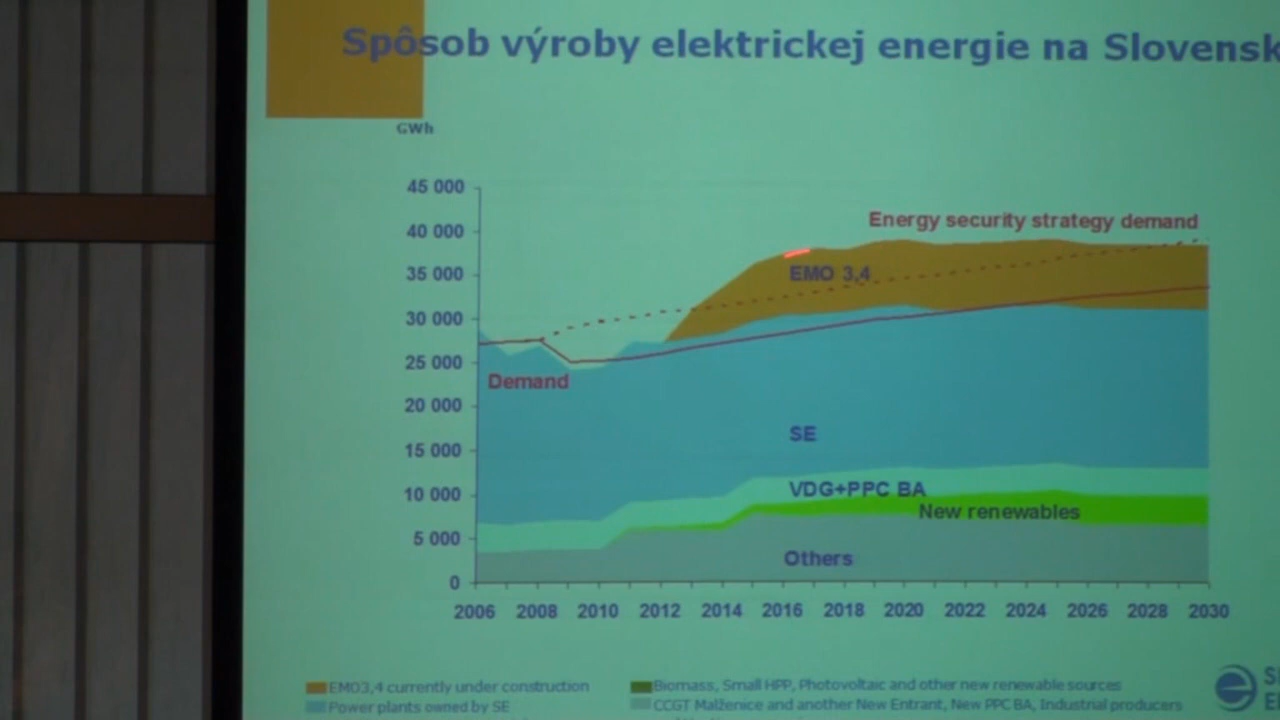 Spôsob výroby elektrickej energie na Slovensk
GWh
45 000
40 000
35 000
30 000
25 000
20 000
15 000
10 000
5 000
0
Energy security strategy demand
EMO 3,4
Demand
SE
VDG+PPC BA
New renewables
Others
2006 2008 2010 2012 2014 2016 2018 2020 2022 2024 2026 2028 2030
EMO3,4 currently under construction
Biomass, Small HPP, Photovoltaic and other new renewable sources
Power plants owned by SE
CCGT Malženice and another New Entrant, New PPC BA, Industrial producers